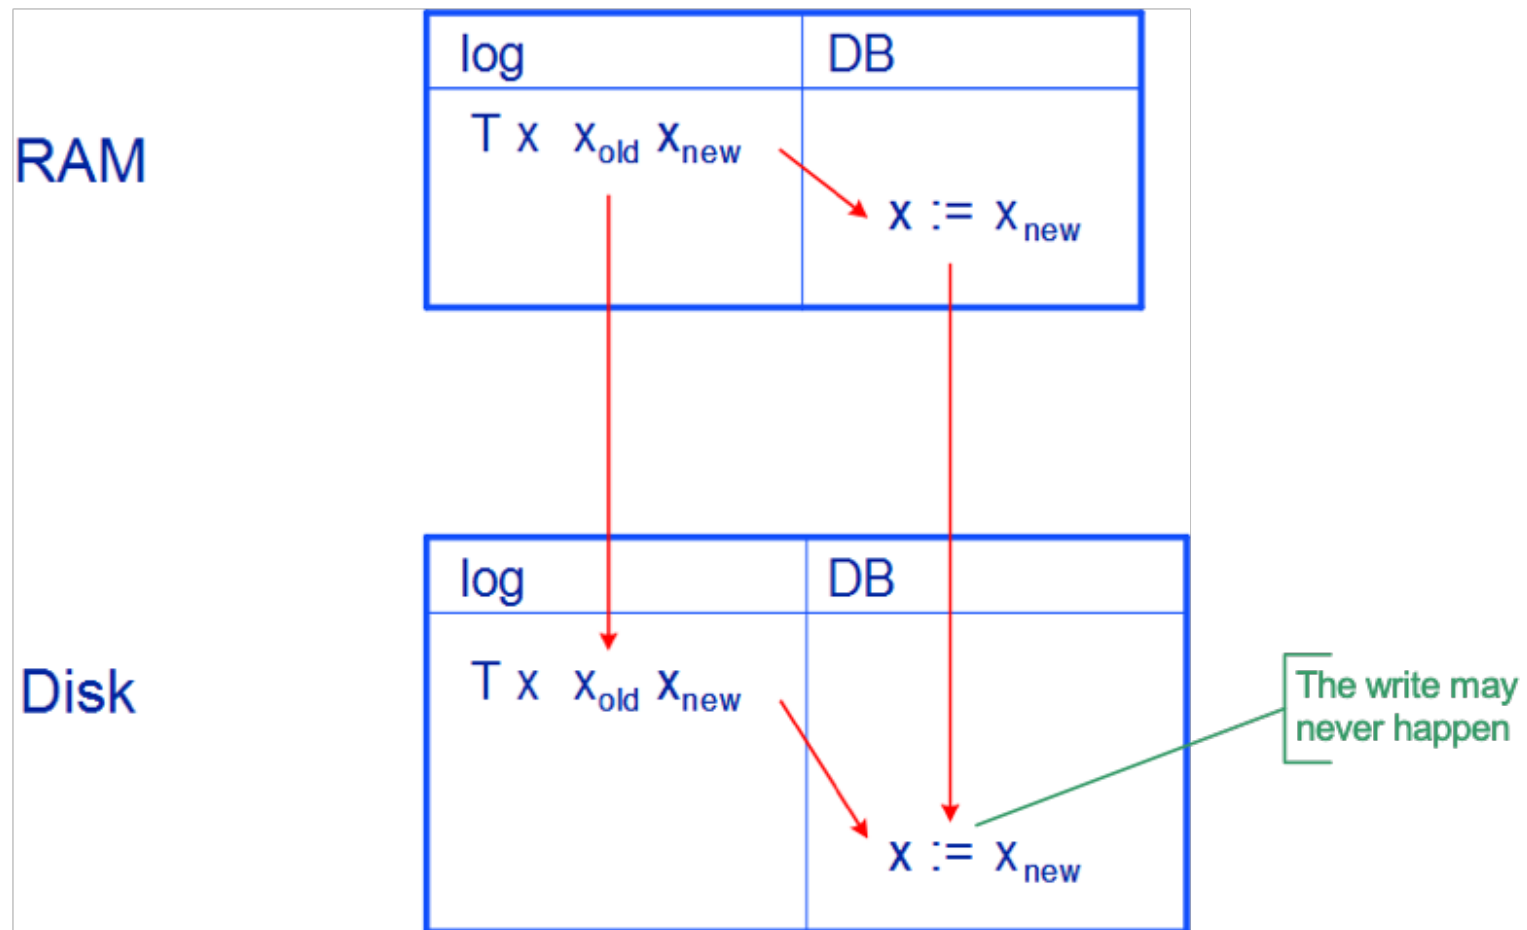 log
DB
RAM
T x x_old x_new
x := x_new
log
DB
Disk
T x x_old x_new
The write may
never happen
x := x_new